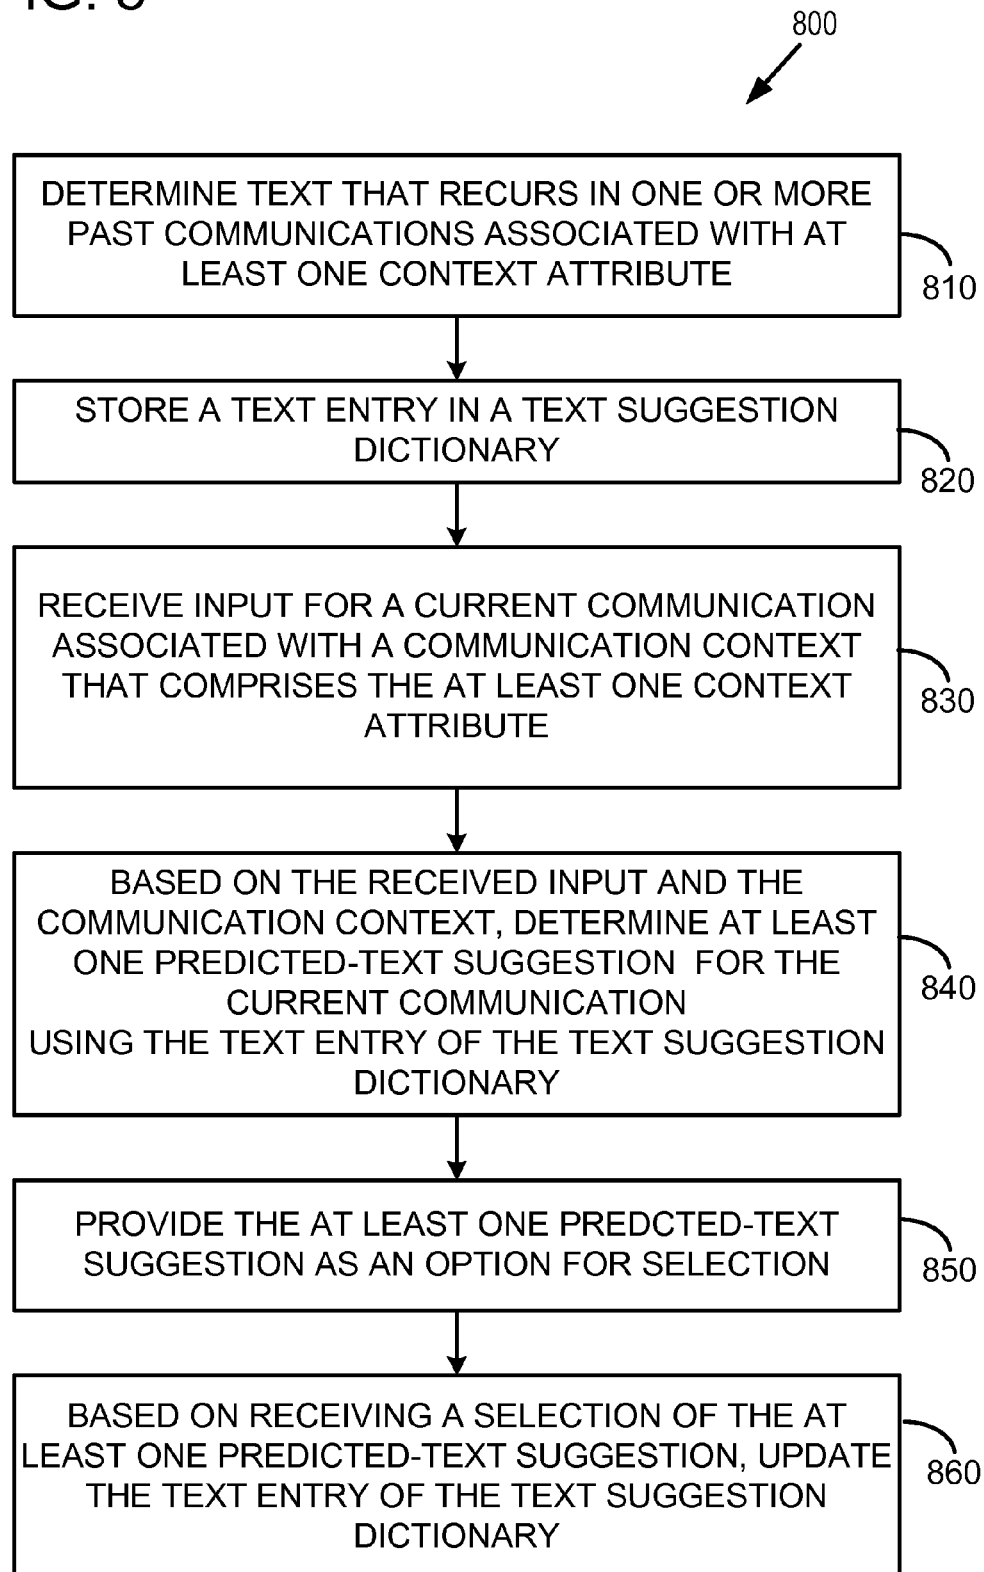 800
DETERMINE TEXT THAT RECURS IN ONE OR MORE
PAST COMMUNICATIONS ASSOCIATED WITH AT
LEAST ONE CONTEXT ATTRIBUTE
810
STORE A TEXT ENTRY IN A TEXT SUGGESTION
DICTIONARY
820
RECEIVE INPUT FOR A CURRENT COMMUNICATION
ASSOCIATED WITH A COMMUNICATION CONTEXT
THAT COMPRISES THE AT LEAST ONE CONTEXT
ATTRIBUTE
830
BASED ON THE RECEIVED INPUT AND THE
COMMUNICATION CONTEXT, DETERMINE AT LEAST
ONE PREDICTED-TEXT SUGGESTION FOR THE
CURRENT COMMUNICATION
USING THE TEXT ENTRY OF THE TEXT SUGGESTION
DICTIONARY
840
PROVIDE THE AT LEAST ONE PREDCTED-TEXT
SUGGESTION AS AN OPTION FOR SELECTION
850
BASED ON RECEIVING A SELECTION OF THE AT
LEAST ONE PREDICTED-TEXT SUGGESTION, UPDATE
THE TEXT ENTRY OF THE TEXT SUGGESTION
DICTIONARY
860